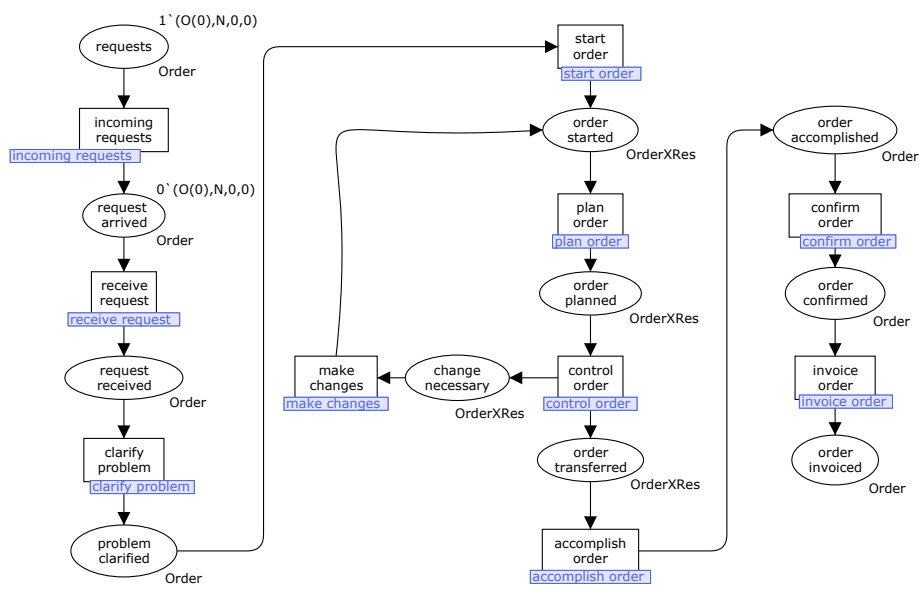 1`(O(0),N,0,0)
requests
Order
incoming
requests
incoming requests
0`(O(0),N,0,0)
request
arrived
Order
receive
request
receive request
request
received
Order
clarify
problem
clarify problem
problem
clarified
Order
start
order
start order
order
started
OrderXRes
plan
order
plan order
order
planned
OrderXRes
control
order
control order
change
necessary
OrderXRes
make
changes
make changes
order
transferred
OrderXRes
accomplish
order
accomplish order
order
accomplished
Order
confirm
order
confirm order
order
confirmed
Order
invoice
order
invoice order
order
invoiced
Order